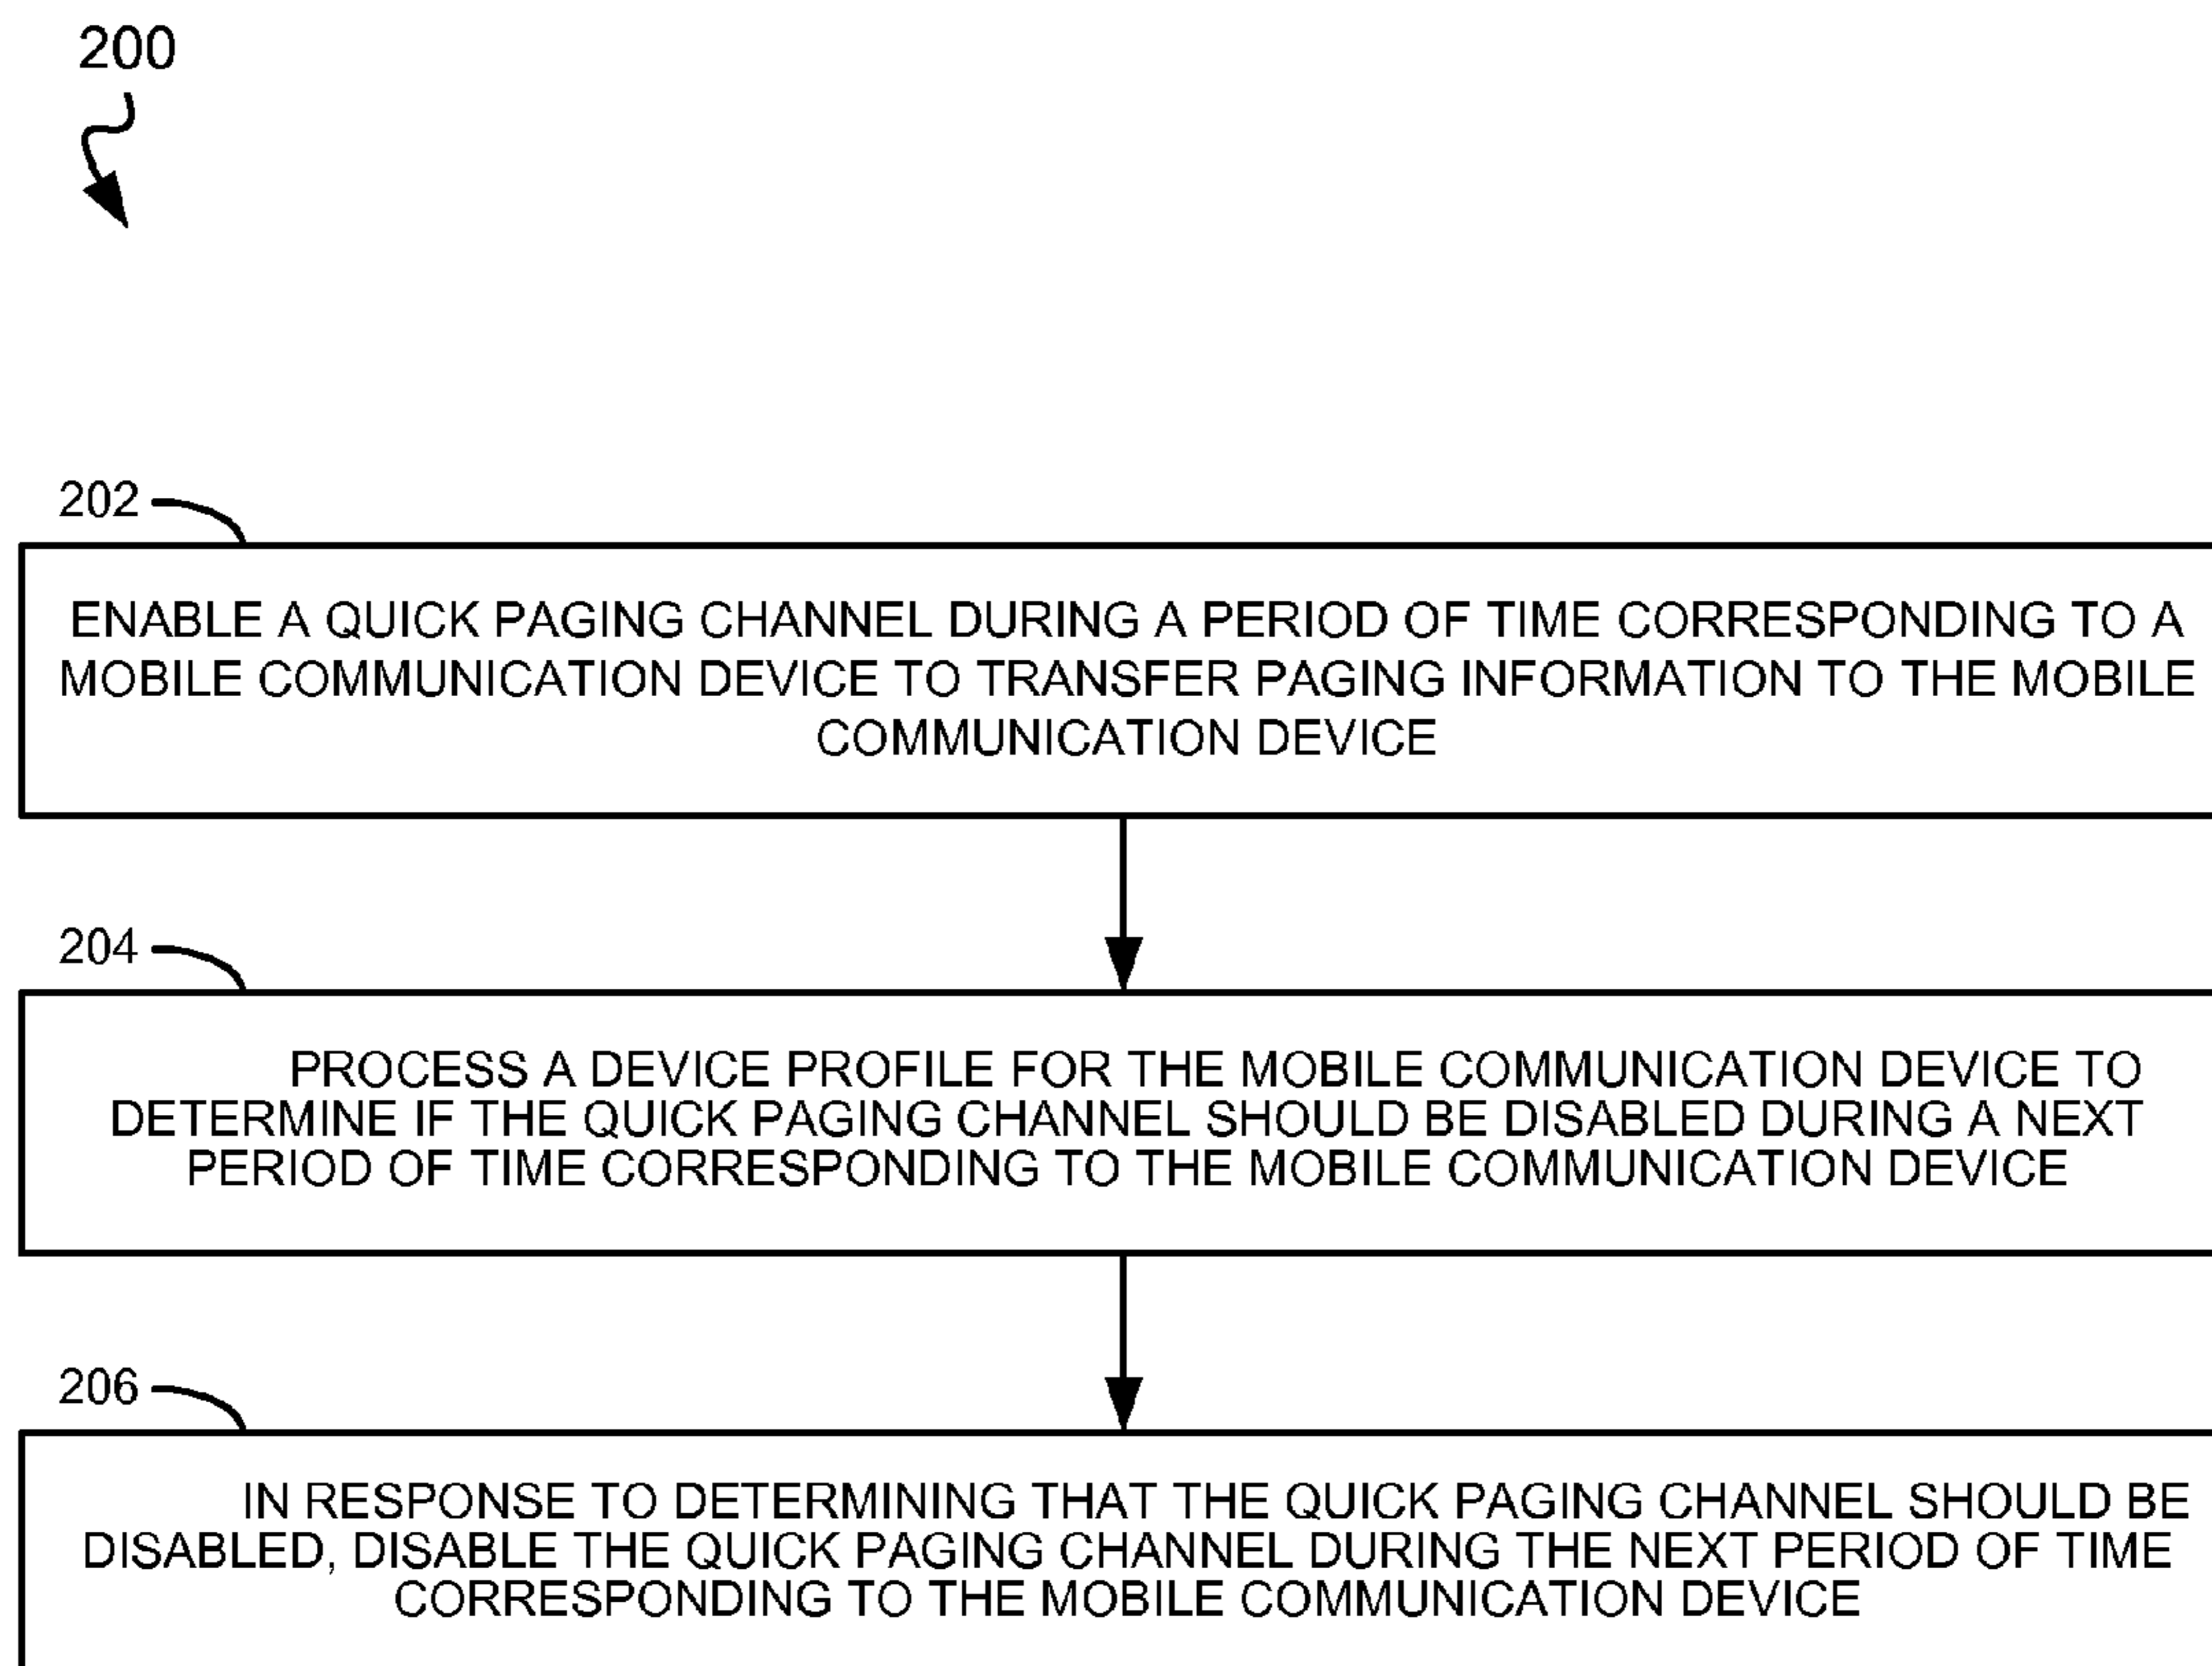 200
202
ENABLE A QUICK PAGING CHANNEL DURING A PERIOD OF TIME CORRESPONDING TO A
MOBILE COMMUNICATION DEVICE TO TRANSFER PAGING INFORMATION TO THE MOBILE
COMMUNICATION DEVICE
204
PROCESS A DEVICE PROFILE FOR THE MOBILE COMMUNICATION DEVICE TO
DETERMINE IF THE QUICK PAGING CHANNEL SHOULD BE DISABLED DURING A NEXT
PERIOD OF TIME CORRESPONDING TO THE MOBILE COMMUNICATION DEVICE
206
IN RESPONSE TO DETERMINING THAT THE QUICK PAGING CHANNEL SHOULD BE
DISABLED, DISABLE THE QUICK PAGING CHANNEL DURING THE NEXT PERIOD OF TIME
CORRESPONDING TO THE MOBILE COMMUNICATION DEVICE